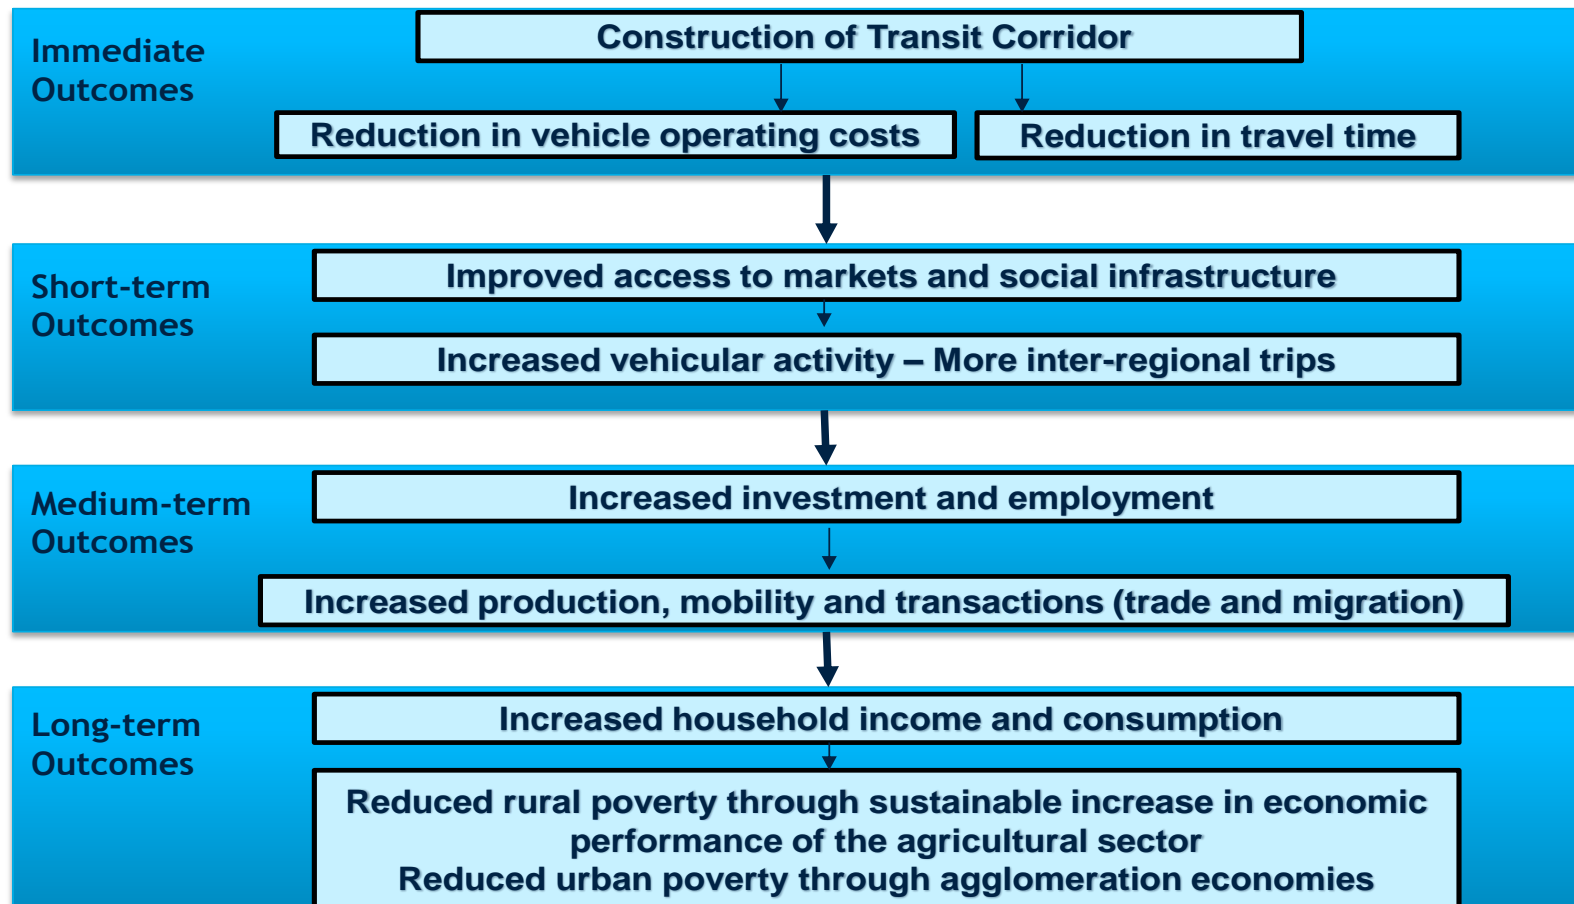 Immediate
Outcomes
Construction of Transit Corridor
Reduction in vehicle operating costs
Reduction in travel time
Short-term
Outcomes
Improved access to markets and social infrastructure
Increased vehicular activity – More inter-regional trips
Medium-term
Outcomes
Increased investment and employment
Increased production, mobility and transactions (trade and migration)
Long-term
Outcomes
Increased household income and consumption
Reduced rural poverty through sustainable increase in economic
performance of the agricultural sector
Reduced urban poverty through agglomeration economies